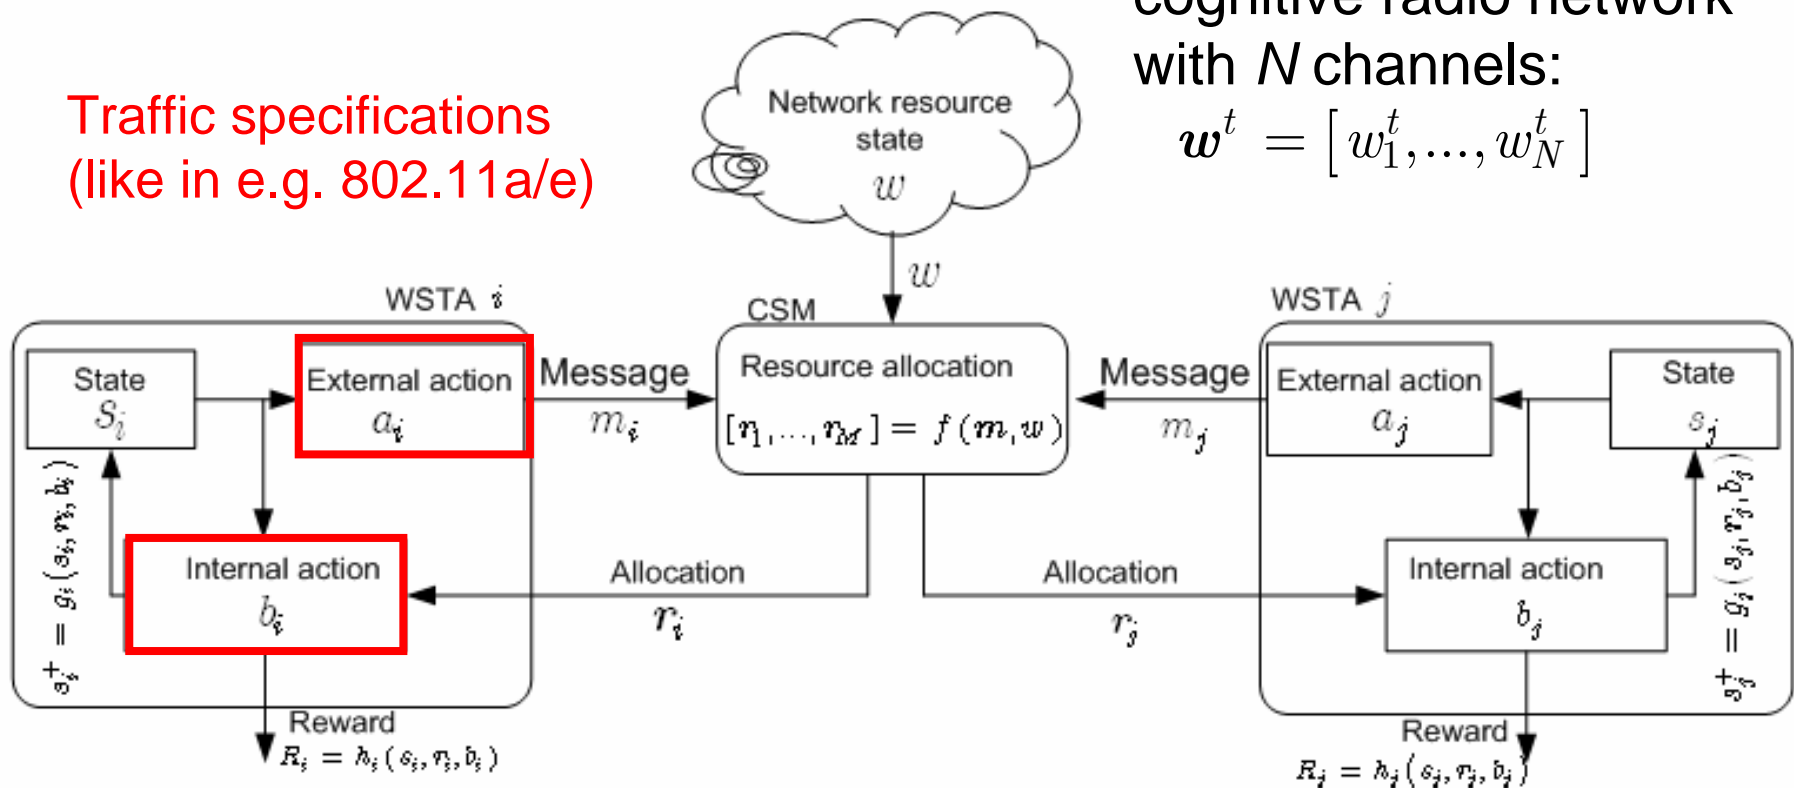 cognitive radio network
with N channels:
w^t = [ w_1^t,..., w_N^t ]
Traffic specifications
(like in e.g. 802.11a/e)
Network resource
state
w
w
WSTA i
CSM
WSTA j
State
S_i
External action
a_i
Message
m_i
Resource allocation
[r_1,...,r_M] = f(m,w)
Message
m_j
External action
a_j
State
s_j
s_i^+ = g_i(s_i,r_i,b_i)
Internal action
b_i
Allocation
r_i
Allocation
r_j
Internal action
b_j
s_j^+ = g_j(s_j,r_j,b_j)
Reward
R_i = h_i(s_i,r_i,b_i)
Reward
R_j = h_j(s_j,r_j,b_j)